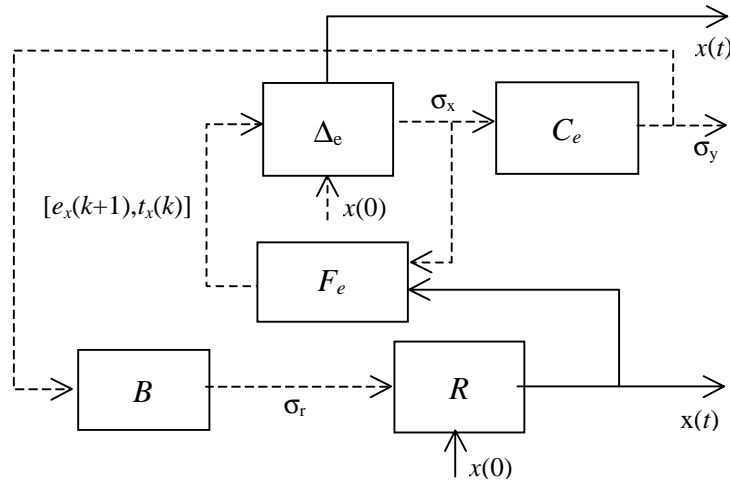 x(t)
Δe
σx
Ce
σy
[ex(k+1),tx(k)]
x(0)
Fe
B
σr
R
x(t)
x(0)